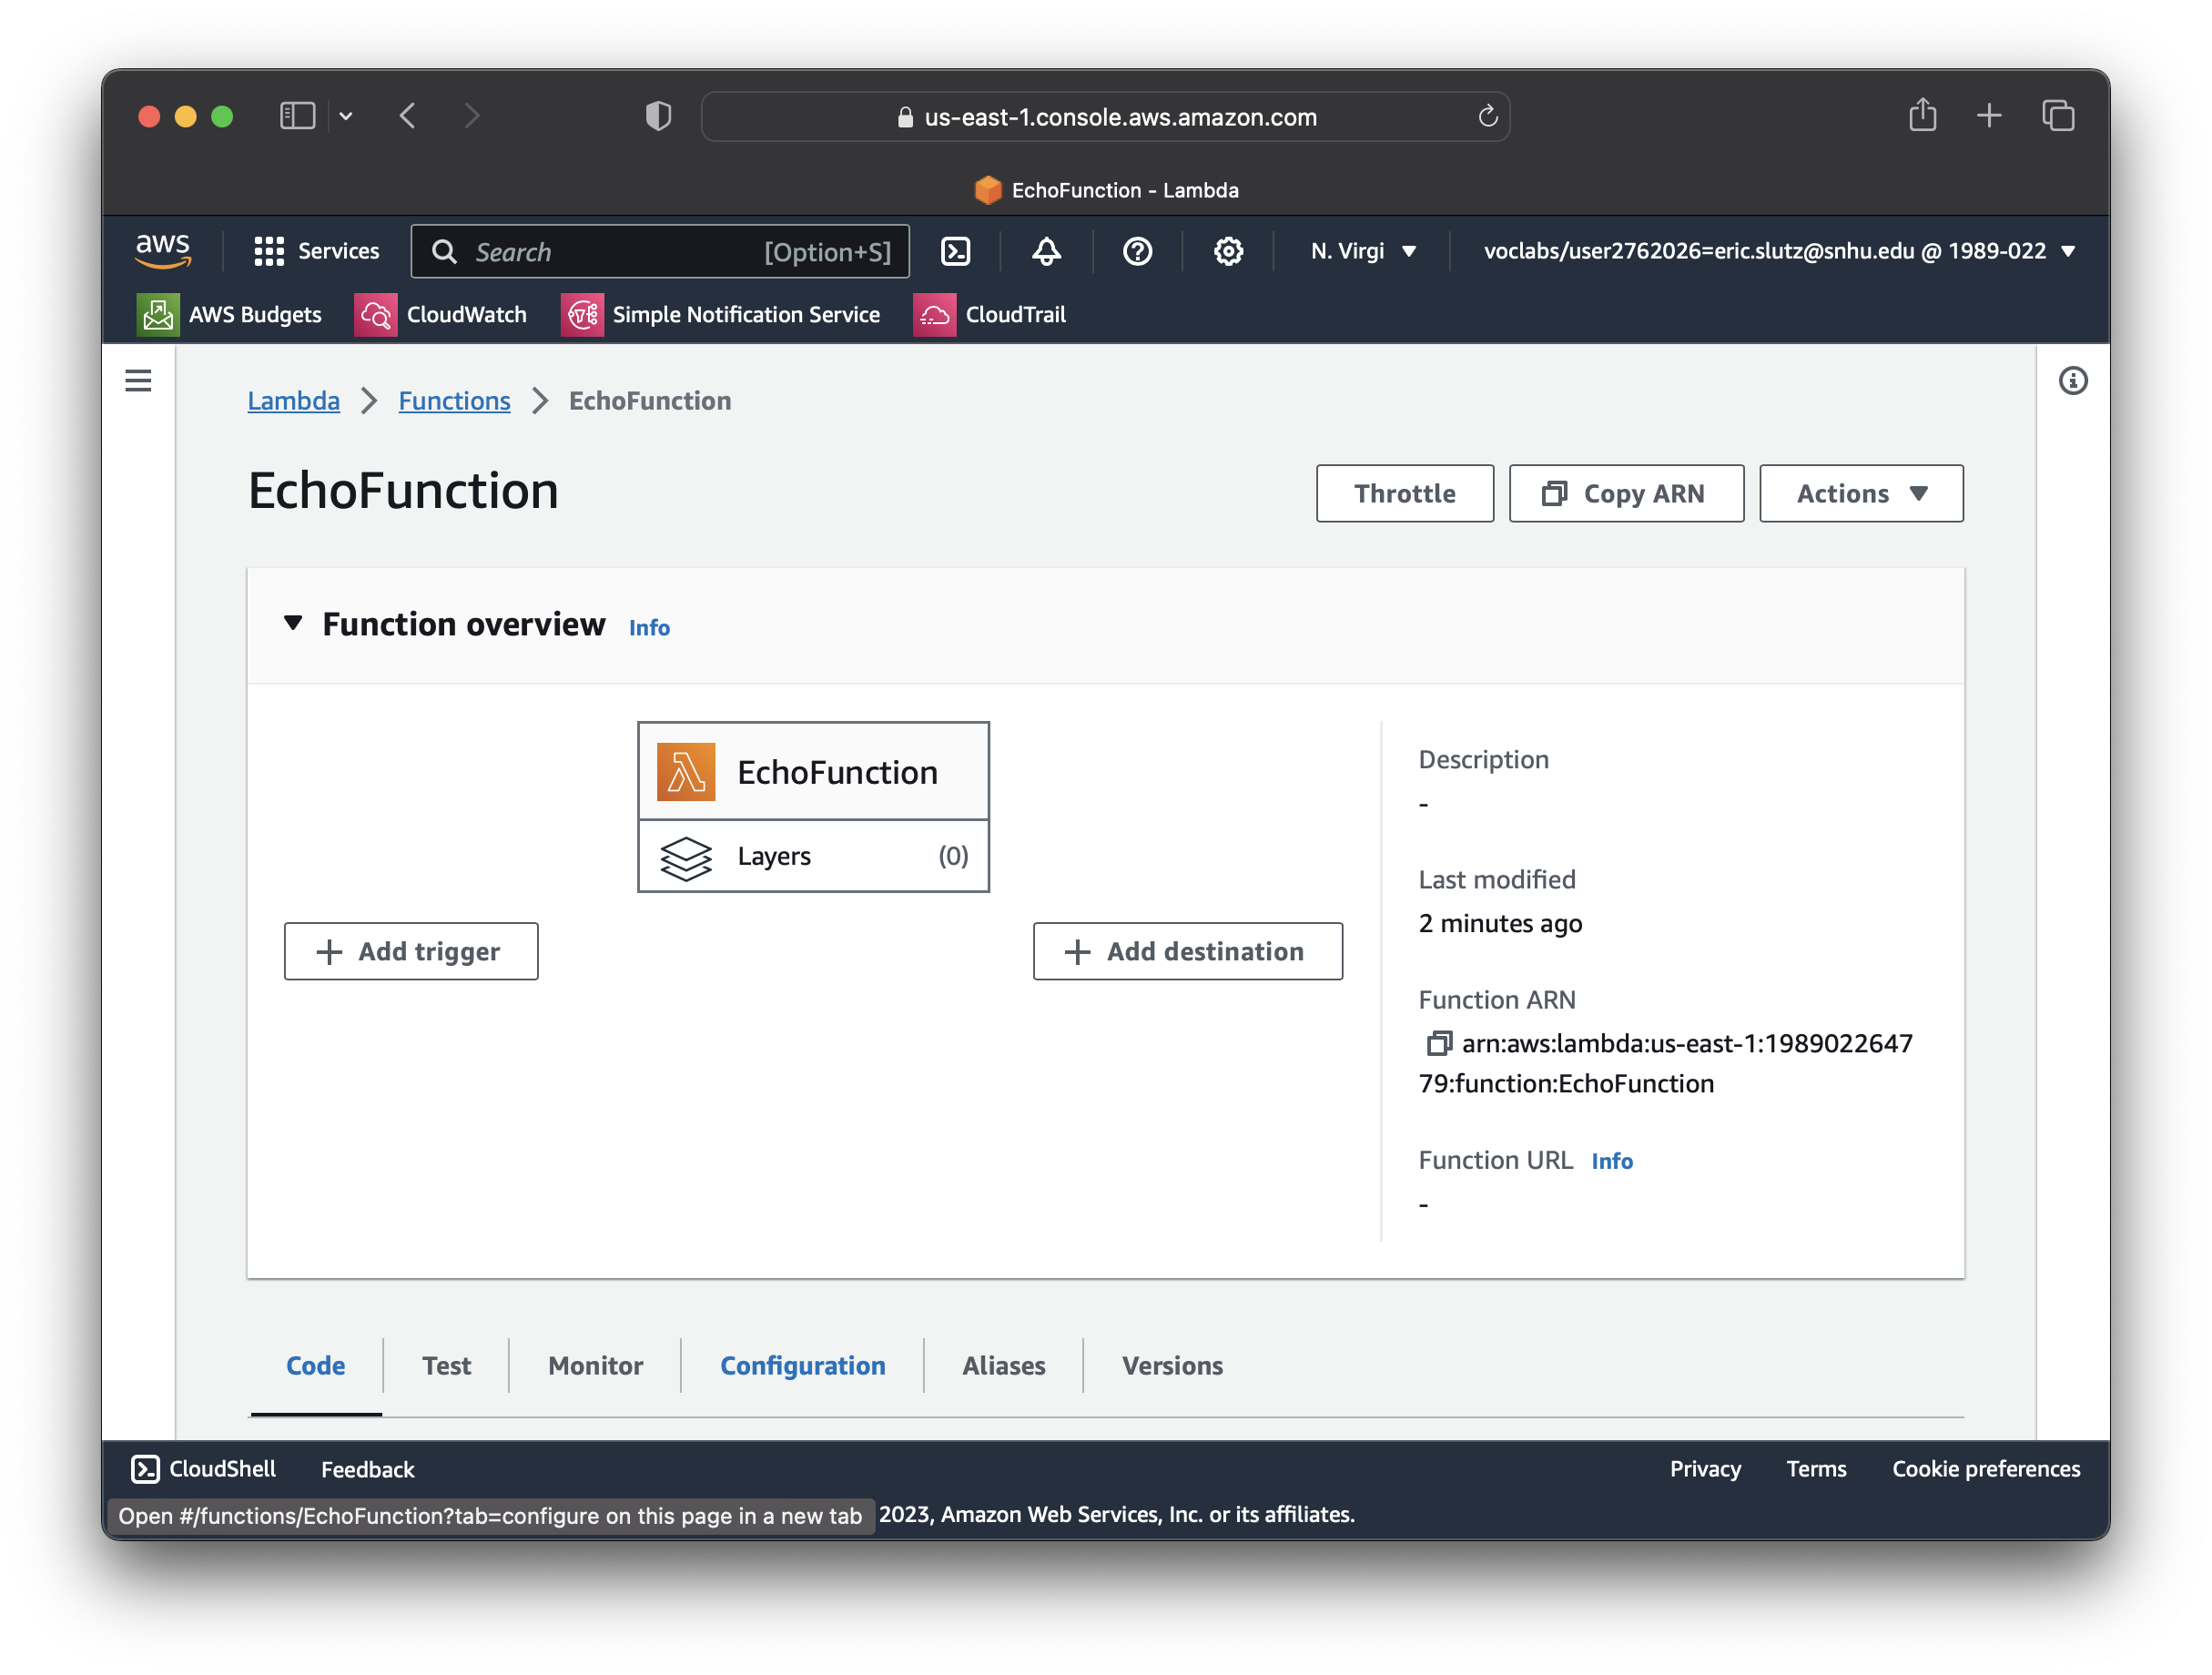 us-east-1.console.aws.amazon.com
EchoFunction - Lambda
aws Services Search [Option+S] N. Virgi voclabs/user2762026=eric.slutz@snhu.edu @ 1989-022
AWS Budgets CloudWatch Simple Notification Service CloudTrail
Lambda Functions EchoFunction
EchoFunction
Throttle Copy ARN Actions
Function overview Info
EchoFunction
Layers (0)
Add trigger
Add destination
Description
-
Last modified
2 minutes ago
Function ARN
arn:aws:lambda:us-east-1:1989022647
79:function:EchoFunction
Function URL Info
-
Code Test Monitor Configuration Aliases Versions
CloudShell Feedback Privacy Terms Cookie preferences
Open #/functions/EchoFunction?tab=configure on this page in a new tab 2023, Amazon Web Services, Inc. or its affiliates.